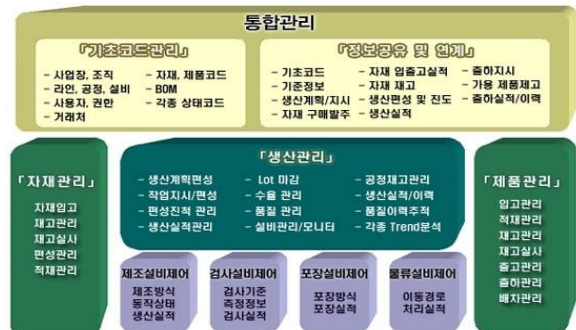 통합관리
「기초코드관리」
- 사업장, 조직
- 라인, 공정, 설비
- 사용자, 권한
- 거래처
- 자재, 제품코드
- BOM
- 각종 상태코드
「정보공유 및 연계」
- 기초코드
- 기준정보
- 생산계획/지시
- 자재 구매발주
- 자재 입출고실적
- 자재 재고
- 생산편성 및 진도
- 생산실적
- 출하지시
- 가용 제품제고
- 출하실적/이력
「자재관리」
자재입고
재고관리
재고실사
편성관리
적재관리
「생산관리」
- 생산계획편성
- 작업지시/편성
- 편성진적 관리
- 생산실적관리
- Lot 마감
- 수율 관리
- 품질 관리
- 설비관리/모니터
- 공정재고관리
- 생산실적/이력
- 품질이력추적
- 각종 Trend분석
「제품관리」
입고관리
적재관리
재고관리
재고실사
출고관리
출하관리
배차관리
제조설비제어
제조방식
동작상태
생산실적
검사설비제어
검사기준
측정정보
검사실적
포장설비제어
포장방식
포장실적
물류설비제어
이동경로
처리실적